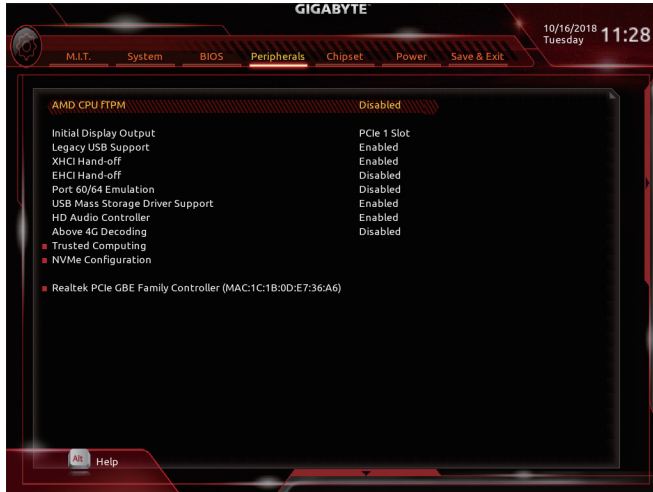 GIGABYTE
10/16/2018 11:28
Tuesday
M.I.T. System BIOS Peripherals Chipset Power Save & Exit
AMD CPU fTPM Disabled
Initial Display Output PCIe 1 Slot
Legacy USB Support Enabled
XHCI Hand-off Enabled
EHCI Hand-off Disabled
Port 60/64 Emulation Disabled
USB Mass Storage Driver Support Enabled
HD Audio Controller Enabled
Above 4G Decoding Disabled
Trusted Computing
NVMe Configuration
Realtek PCIe GBE Family Controller (MAC:1C:1B:0D:E7:36:A6)
Alt Help